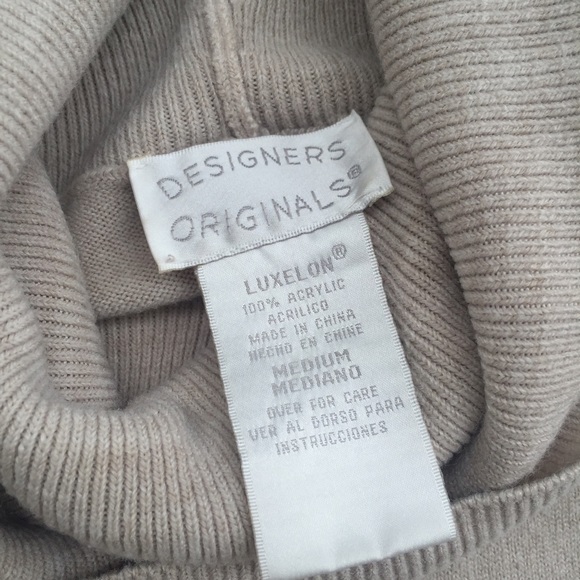 DESIGNERS
ORIGINALS®
LUXELON®
100% ACRYLIC
ACRILICO
MADE IN CHINA
HECHO EN CHINE
MEDIUM
MEDIANO
OVER FOR CARE
VER AL DORSO PARA
INSTRUCCIONES